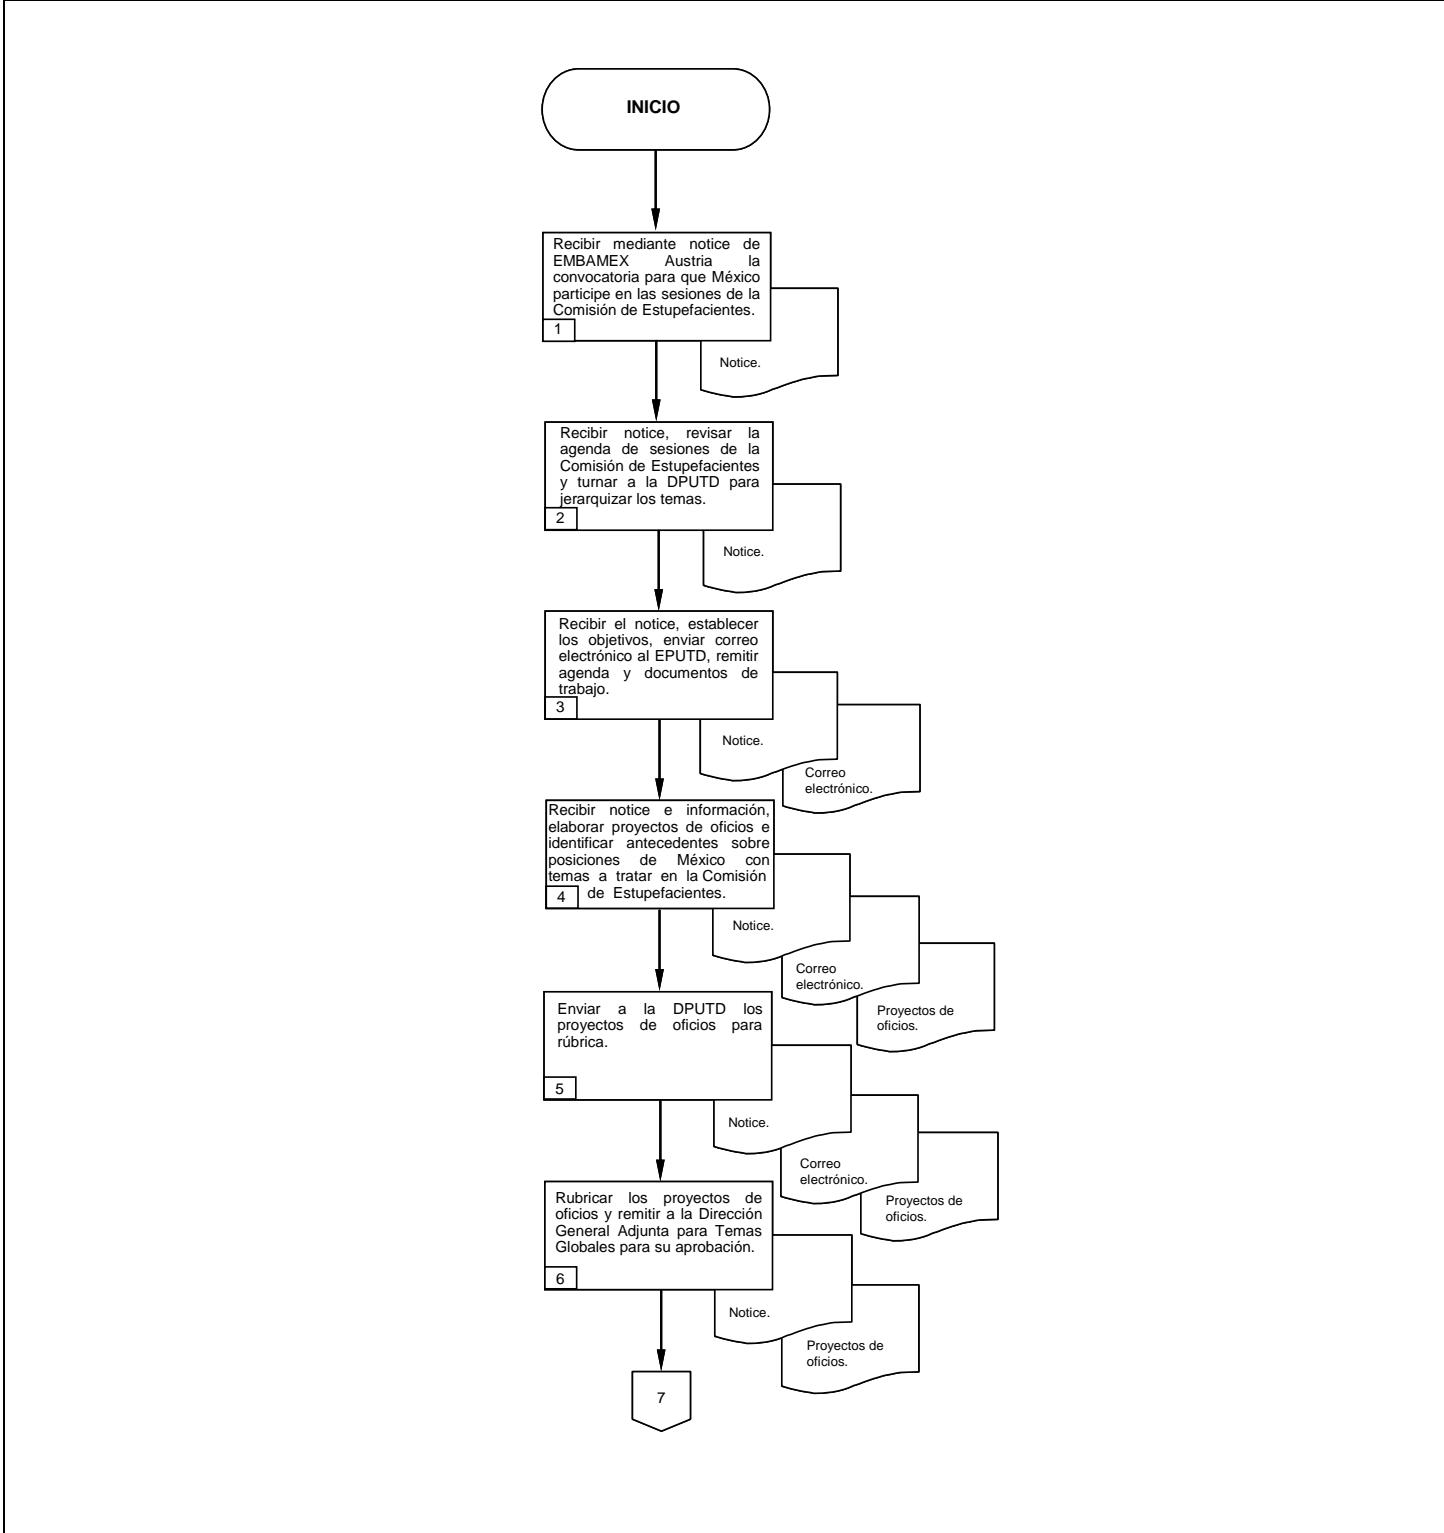 INICIO
Recibir mediante notice de
EMBAMEX Austria la
convocatoria para que México
participe en las sesiones de la
Comisión de Estupefacientes.
1
Notice.
Recibir notice, revisar la
agenda de sesiones de la
Comisión de Estupefacientes
y turnar a la DPUTD para
jerarquizar los temas.
2
Notice.
Recibir el notice, establecer
los objetivos, enviar correo
electrónico al EPUTD, remitir
agenda y documentos de
trabajo.
3
Notice.
Correo
electrónico.
Recibir notice e información,
elaborar proyectos de oficios e
identificar antecedentes sobre
posiciones de México con
temas a tratar en la Comisión
de Estupefacientes.
4
Notice.
Correo
electrónico.
Proyectos de
oficios.
Enviar a la DPUTD los
proyectos de oficios para
rúbrica.
5
Notice.
Correo
electrónico.
Proyectos de
oficios.
Rubricar los proyectos de
oficios y remitir a la Dirección
General Adjunta para Temas
Globales para su aprobación.
6
Notice.
Proyectos de
oficios.
7